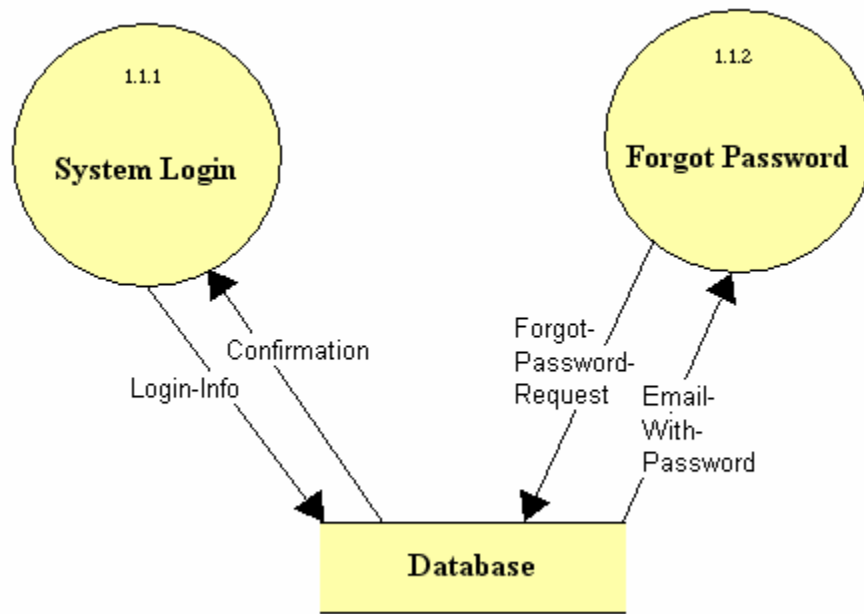 1.1.1
System Login
1.1.2
Forgot Password
Confirmation
Login-Info
Forgot-
Password-
Request
Email-
With-
Password
Database